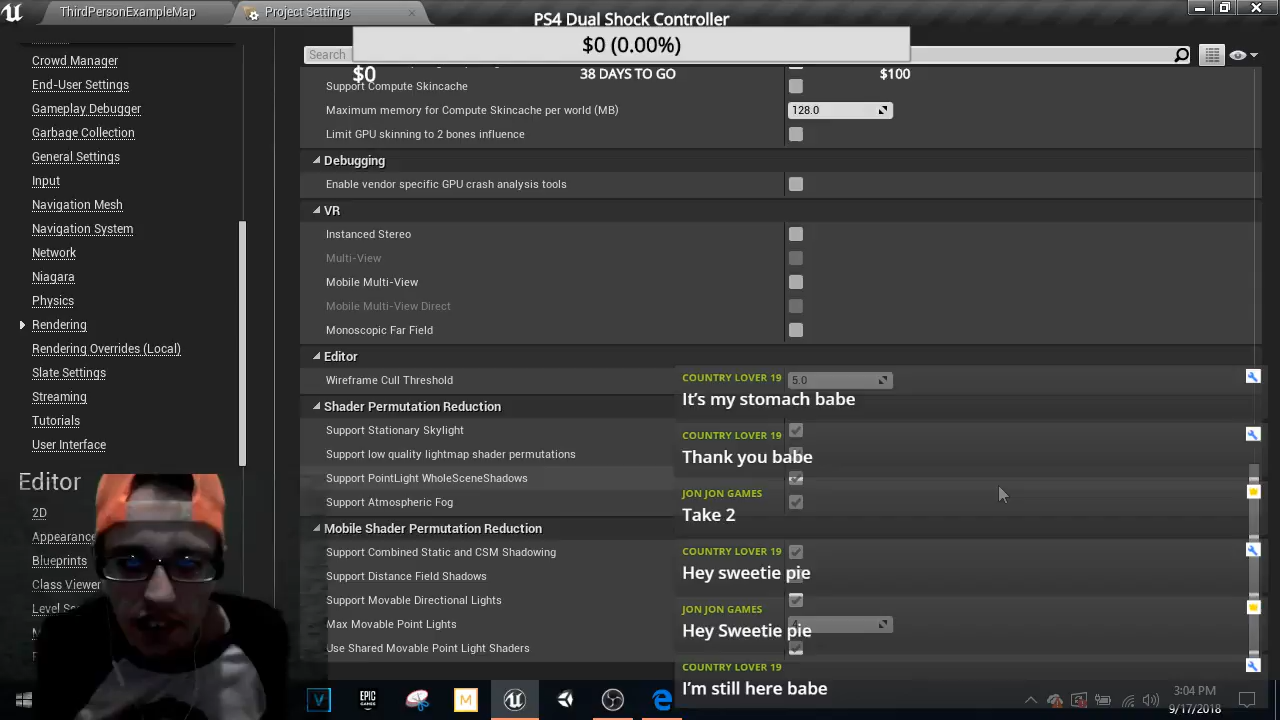 ThirdPersonExampleMap
Project Settings
PS4 Dual Shock Controller
$0 (0.00%)
$0
38 DAYS TO GO
$100
Search
Crowd Manager
End-User Settings
Gameplay Debugger
Garbage Collection
General Settings
Input
Navigation Mesh
Navigation System
Network
Niagara
Physics
Rendering
Rendering Overrides (Local)
Slate Settings
Streaming
Tutorials
User Interface
Editor
2D
Appearance
Blueprints
Class Viewer
Level
Support Compute Skincache
Maximum memory for Compute Skincache per world (MB)
128.0
Limit GPU skinning to 2 bones influence
Debugging
Enable vendor specific GPU crash analysis tools
VR
Instanced Stereo
Multi-View
Mobile Multi-View
Mobile Multi-View Direct
Monoscopic Far Field
Editor
Wireframe Cull Threshold
5.0
Shader Permutation Reduction
Support Stationary Skylight
Support low quality lightmap shader permutations
Support PointLight WholeSceneShadows
Support Atmospheric Fog
Mobile Shader Permutation Reduction
Support Combined Static and CSM Shadowing
Support Distance Field Shadows
Support Movable Directional Lights
Max Movable Point Lights
Use Shared Movable Point Light Shaders
COUNTRY LOVER 19
It's my stomach babe
COUNTRY LOVER 19
Thank you babe
JON JON GAMES
Take 2
COUNTRY LOVER 19
Hey sweetie pie
JON JON GAMES
Hey Sweetie pie
COUNTRY LOVER 19
I'm still here babe
EPIC GAMES
3:04 PM
9/17/2018